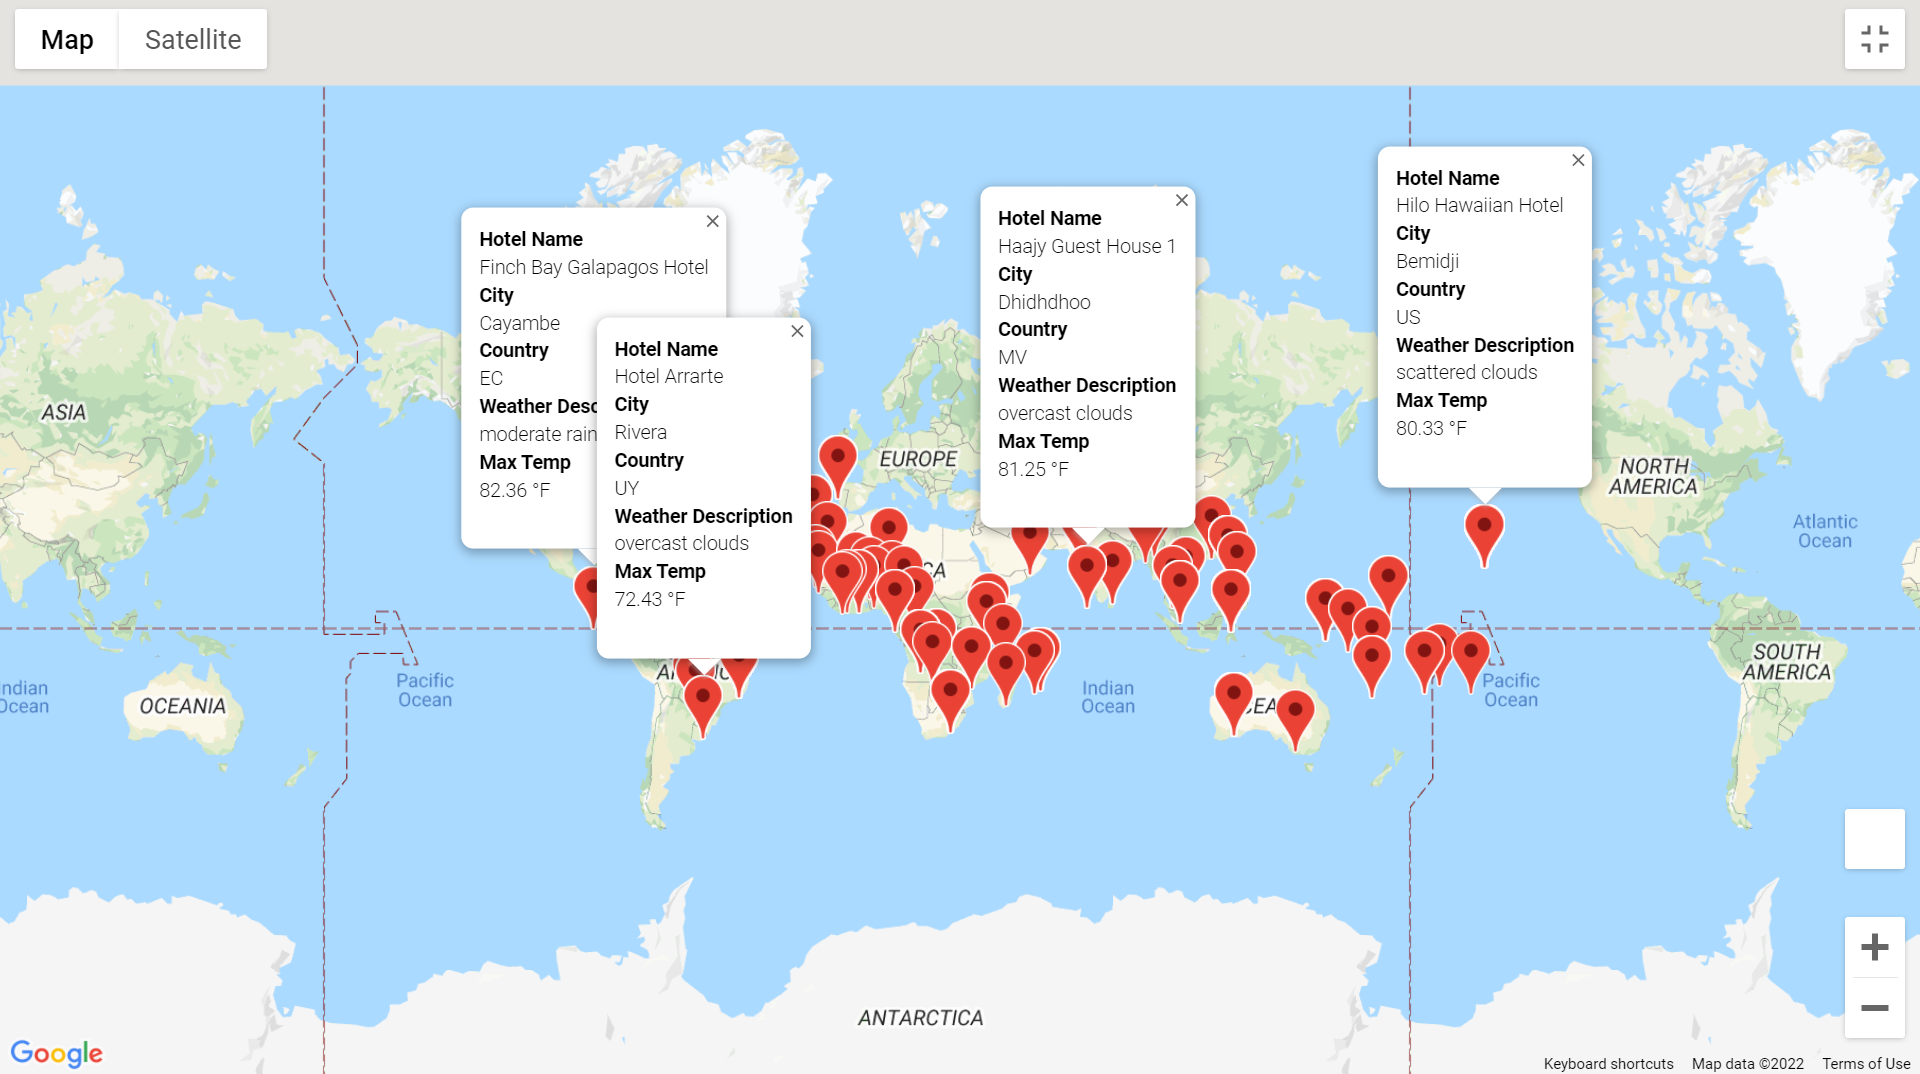 Map
Satellite
Hotel Name
Finch Bay Galapagos Hotel
City
Cayambe
Country
EC
Weather Desc
moderate rain
Max Temp
82.36 °F
Hotel Name
Hotel Arrarte
City
Rivera
Country
UY
Weather Description
overcast clouds
Max Temp
72.43 °F
Hotel Name
Haajy Guest House 1
City
Dhidhdhoo
Country
MV
Weather Description
overcast clouds
Max Temp
81.25 °F
Hotel Name
Hilo Hawaiian Hotel
City
Bemidji
Country
US
Weather Description
scattered clouds
Max Temp
80.33 °F
ASIA
EUROPE
NORTH
AMERICA
Atlantic
Ocean
CA
Indian
Ocean
OCEANIA
Pacific
Ocean
Indian
Ocean
EA
Pacific
Ocean
SOUTH
AMERICA
ANTARCTICA
Google
Keyboard shortcuts
Map data ©2022
Terms of Use